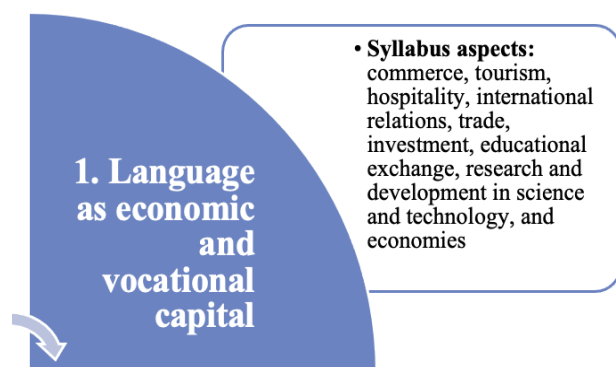 1. Language
as economic
and
vocational
capital
• Syllabus aspects:
commerce, tourism,
hospitality, international
relations, trade,
investment, educational
exchange, research and
development in science
and technology, and
economies